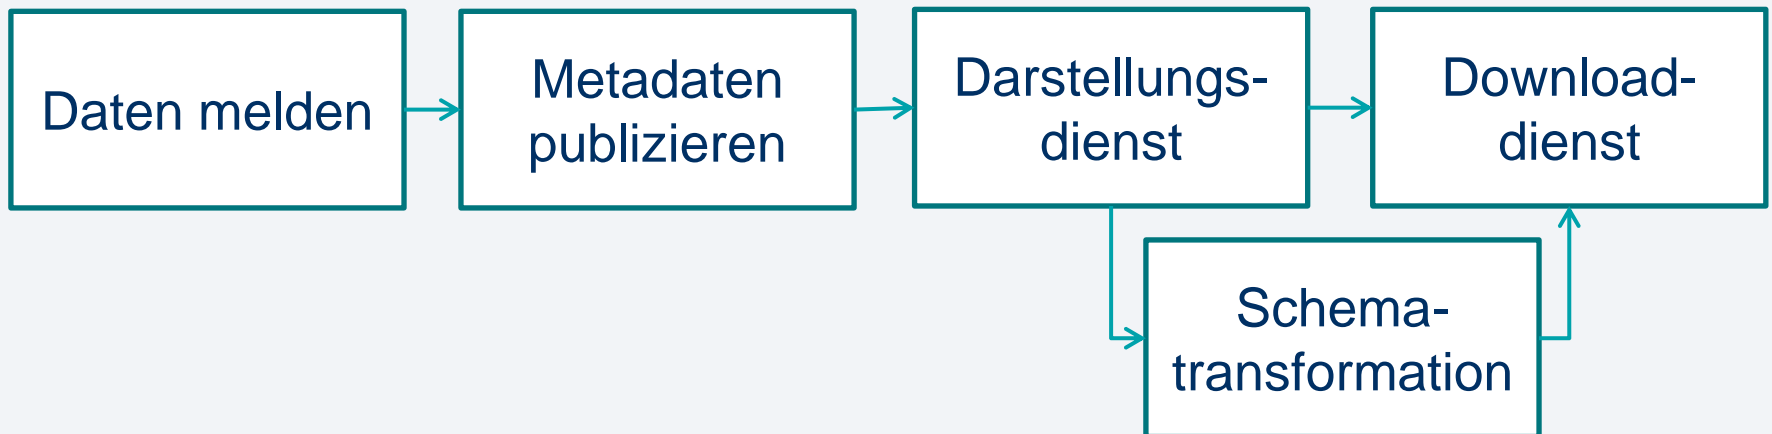 Daten melden
Metadaten
publizieren
Darstellungs-
dienst
Download-
dienst
Schema-
transformation